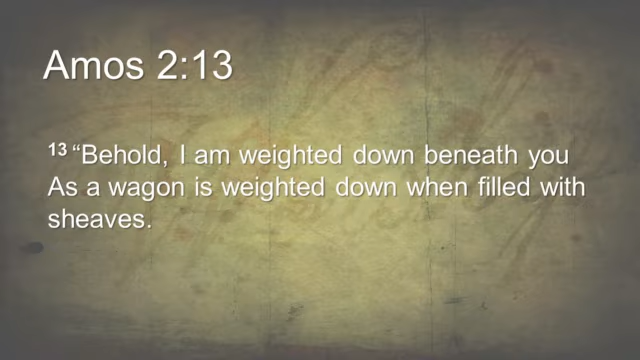 Amos 2:13
13 “Behold, I am weighted down beneath you
As a wagon is weighted down when filled with
sheaves.